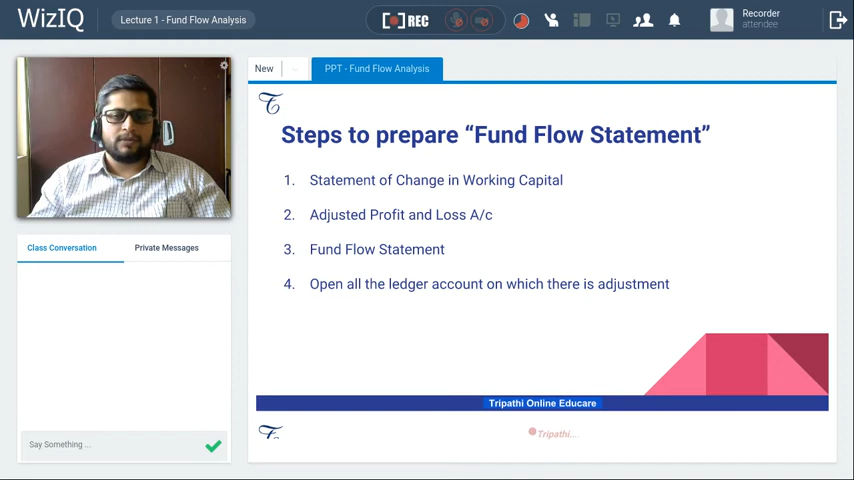 WizIQ
Lecture 1 - Fund Flow Analysis
REC
Recorder
attendee
New
PPT - Fund Flow Analysis
Steps to prepare “Fund Flow Statement”
1. Statement of Change in Working Capital
2. Adjusted Profit and Loss A/c
3. Fund Flow Statement
4. Open all the ledger account on which there is adjustment
Class Conversation
Private Messages
Tripathi Online Educare
Tripathi...
Say Something ...